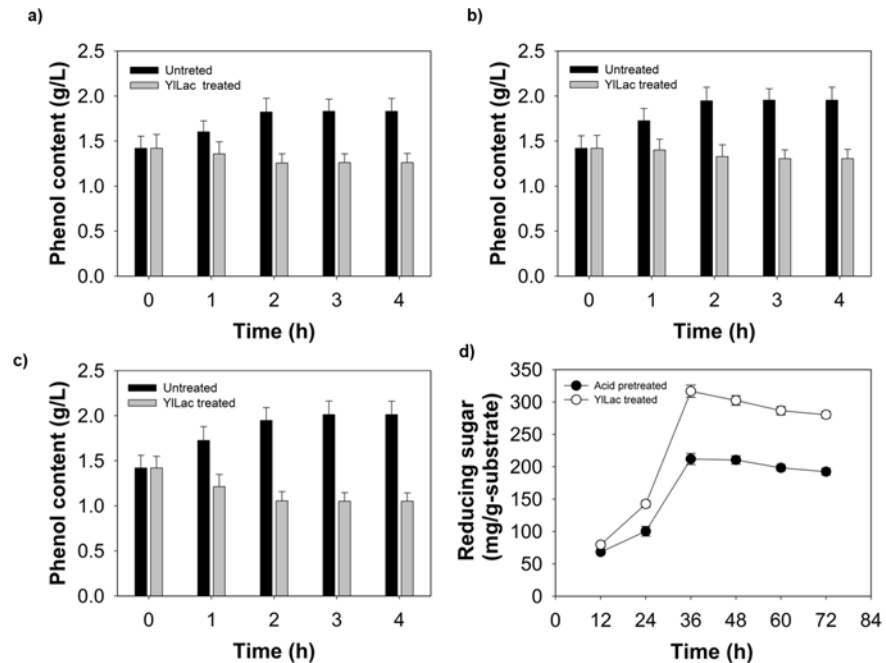 a)
Phenol content (g/L)
2.5
2.0
1.5
1.0
0.5
0.0
Untreted
YlLac treated
0 1 2 3 4
Time (h)
b)
Phenol content (g/L)
2.5
2.0
1.5
1.0
0.5
0.0
Untreated
YlLac treated
0 1 2 3 4
Time (h)
c)
Phenol content (g/L)
2.5
2.0
1.5
1.0
0.5
0.0
Untreated
YlLac treated
0 1 2 3 4
Time (h)
d)
Reducing sugar
(mg/g-substrate)
350
300
250
200
150
100
50
0
Acid pretreated
YlLac treated
0 12 24 36 48 60 72 84
Time (h)